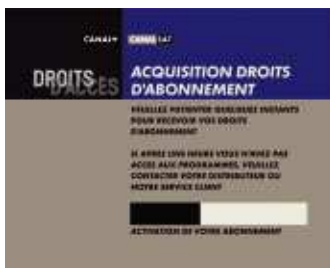 CANAL+ CANALSAT
DROITS D'ACCES
ACQUISITION DROITS
D'ABONNEMENT
VEUILLEZ PATIENTER QUELQUES INSTANTS
POUR RECEVOIR VOS DROITS
D'ABONNEMENT
SI APRES UNE HEURE VOUS N'AVEZ PAS
ACCES AUX PROGRAMMES, VEUILLEZ
CONTACTER VOTRE DISTRIBUTEUR OU
NOTRE SERVICE CLIENT
ACTIVATION DE VOTRE ABONNEMENT